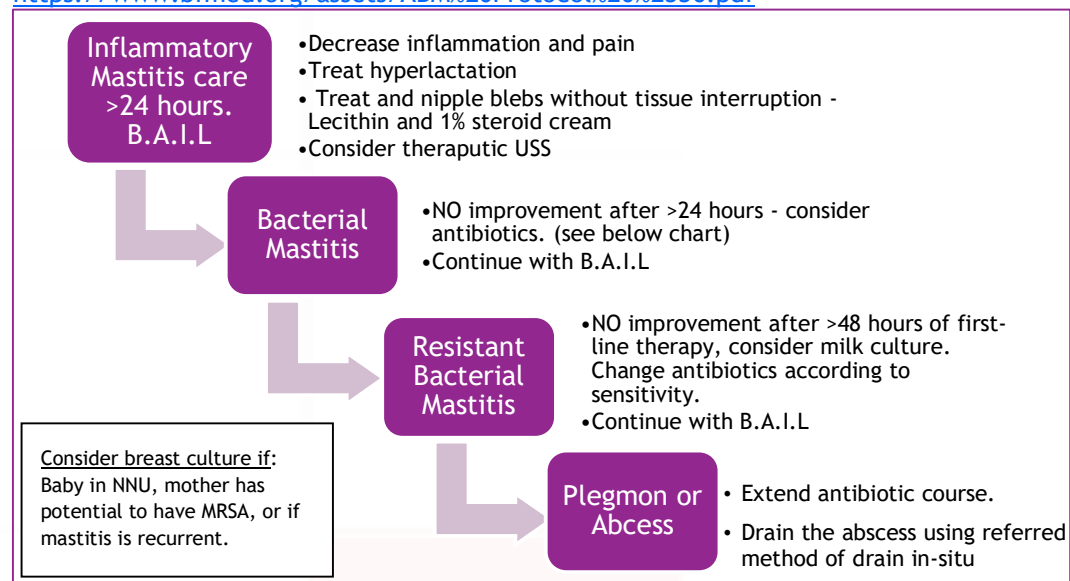 Inflammatory
Mastitis care
>24 hours.
B.A.I.L
•Decrease inflammation and pain
•Treat hyperlactation
• Treat and nipple blebs without tissue interruption -
Lecithin and 1% steroid cream
•Consider theraputic USS
Bacterial
Mastitis
•NO improvement after >24 hours - consider
antibiotics. (see below chart)
•Continue with B.A.I.L
Resistant
Bacterial
Mastitis
•NO improvement after >48 hours of first-
line therapy, consider milk culture.
Change antibiotics according to
sensitivity.
•Continue with B.A.I.L
Consider breast culture if:
Baby in NNU, mother has
potential to have MRSA, or if
mastitis is recurrent.
Plegmon or
Abcess
• Extend antibiotic course.
• Drain the abscess using referred
method of drain in-situ